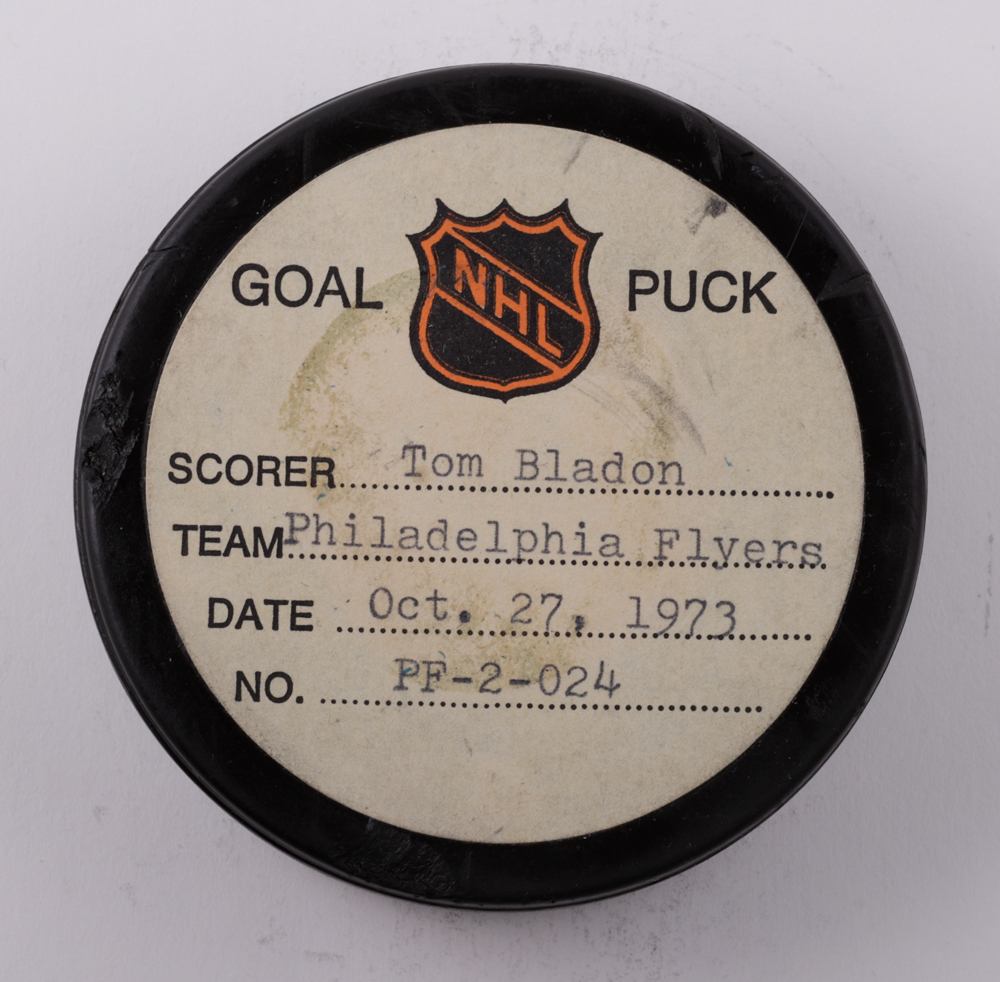 GOAL NHL PUCK
SCORER Tom Bladon
TEAM Philadelphia Flyers
DATE Oct. 27, 1973
NO. PF-2-024